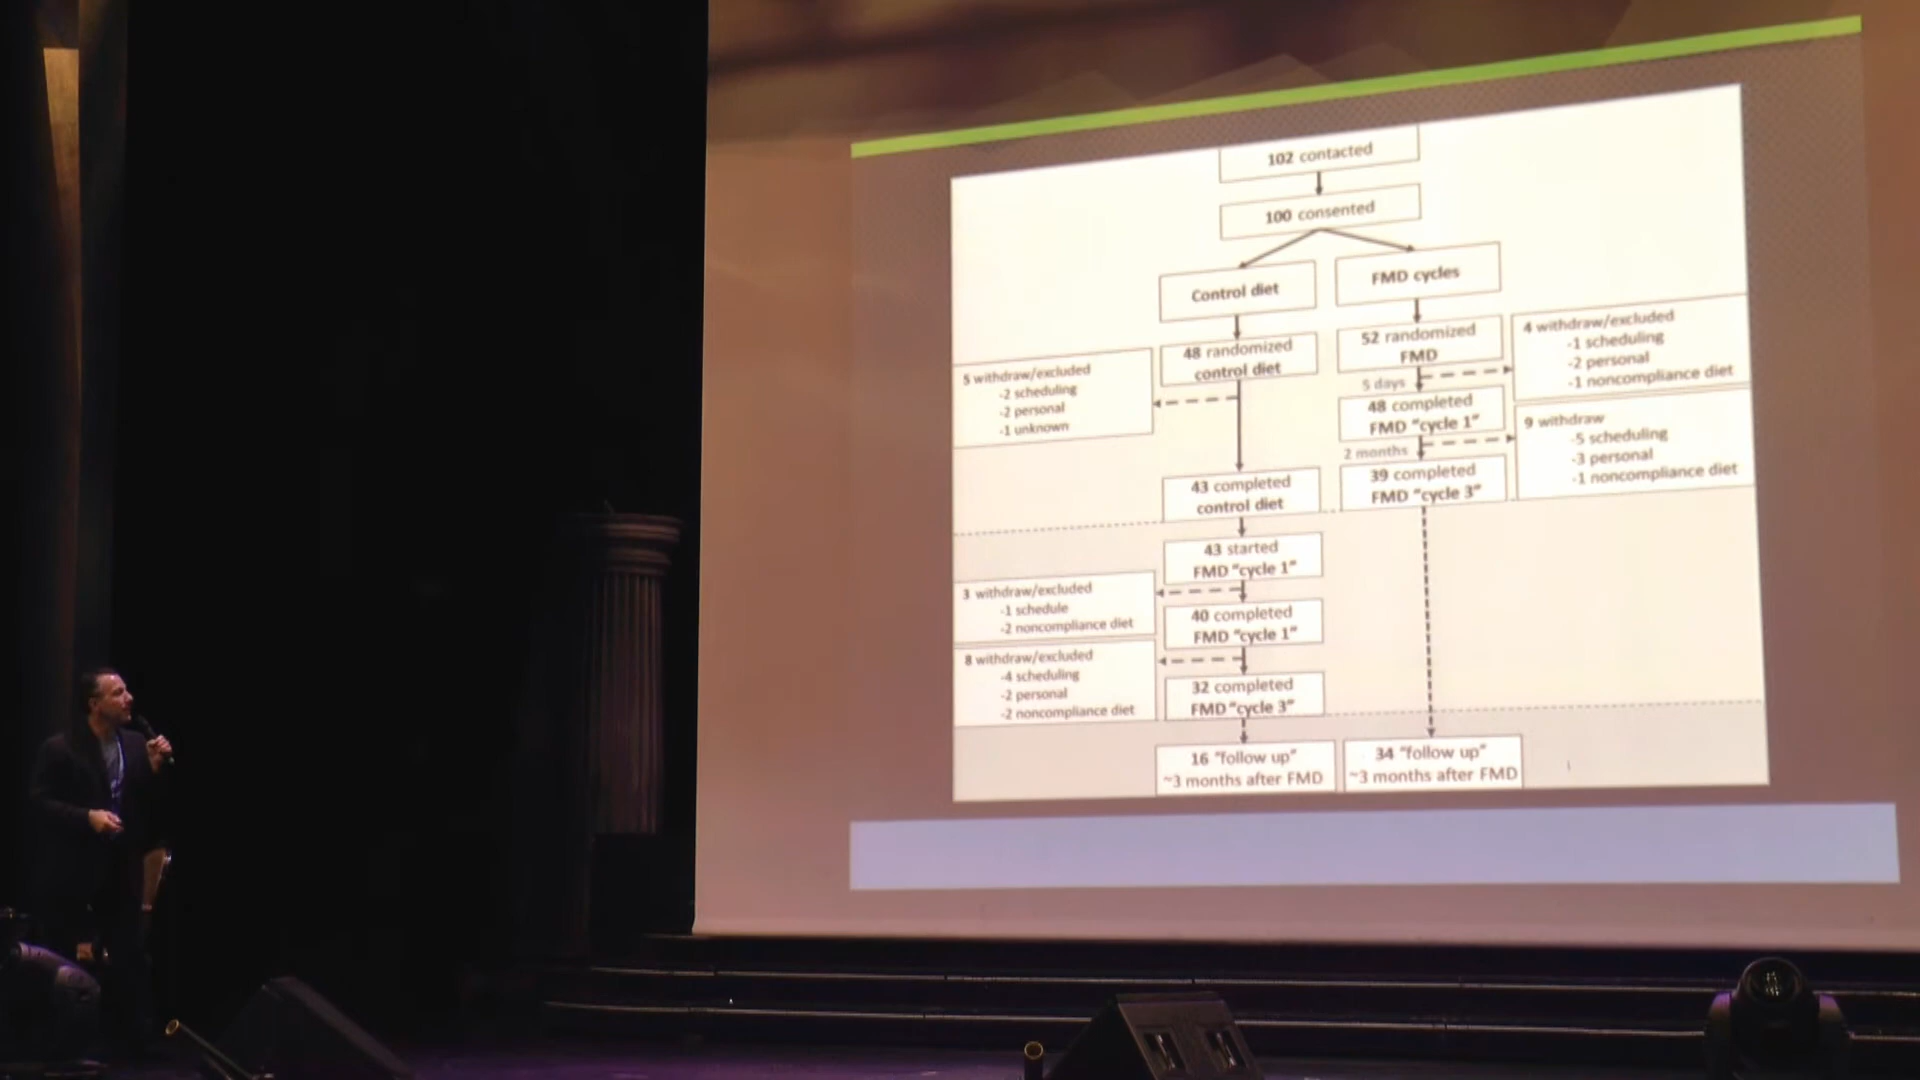 102 contacted
100 consented
Control diet
FMD cycles
48 randomized
control diet
52 randomized
FMD
5 withdraw/excluded
-2 scheduling
-2 personal
-1 unknown
4 withdraw/excluded
-1 scheduling
-2 personal
-1 noncompliance diet
5 days
48 completed
FMD "cycle 1"
9 withdraw
-5 scheduling
-3 personal
-1 noncompliance diet
2 months
39 completed
FMD "cycle 3"
43 completed
control diet
43 started
FMD "cycle 1"
3 withdraw/excluded
-1 schedule
-2 noncompliance diet
40 completed
FMD "cycle 1"
8 withdraw/excluded
-4 scheduling
-2 personal
-2 noncompliance diet
32 completed
FMD "cycle 3"
16 "follow up"
~3 months after FMD
34 "follow up"
~3 months after FMD